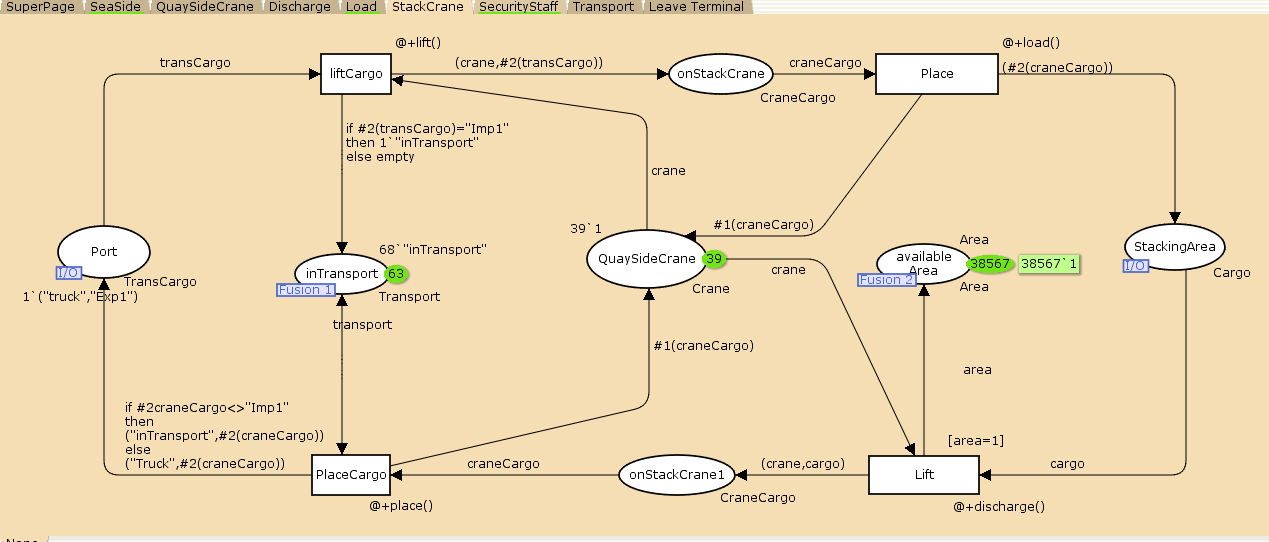 SuperPage SeaSide QuaySideCrane Discharge Load StackCrane SecurityStaff Transport Leave Terminal
@+lift()
@+load()
transCargo
liftCargo
(crane,#2(transCargo))
onStackCrane
craneCargo
Place
(#2(craneCargo))
CraneCargo
if #2(transCargo)="Imp1"
then 1`"inTransport"
else empty
crane
39`1
#1(craneCargo)
Port
I/O
TransCargo
1`("truck","Exp1")
68`"inTransport"
inTransport
63
Fusion 1
Transport
transport
QuaySideCrane
39
Crane
crane
Area
available
Area
38567
38567`1
Fusion 2
Area
StackingArea
I/O
Cargo
#1(craneCargo)
area
if #2craneCargo<>"Imp1"
then
("inTransport",#2(craneCargo))
else
("Truck",#2(craneCargo))
[area=1]
PlaceCargo
craneCargo
onStackCrane1
(crane,cargo)
Lift
cargo
CraneCargo
@+place()
@+discharge()